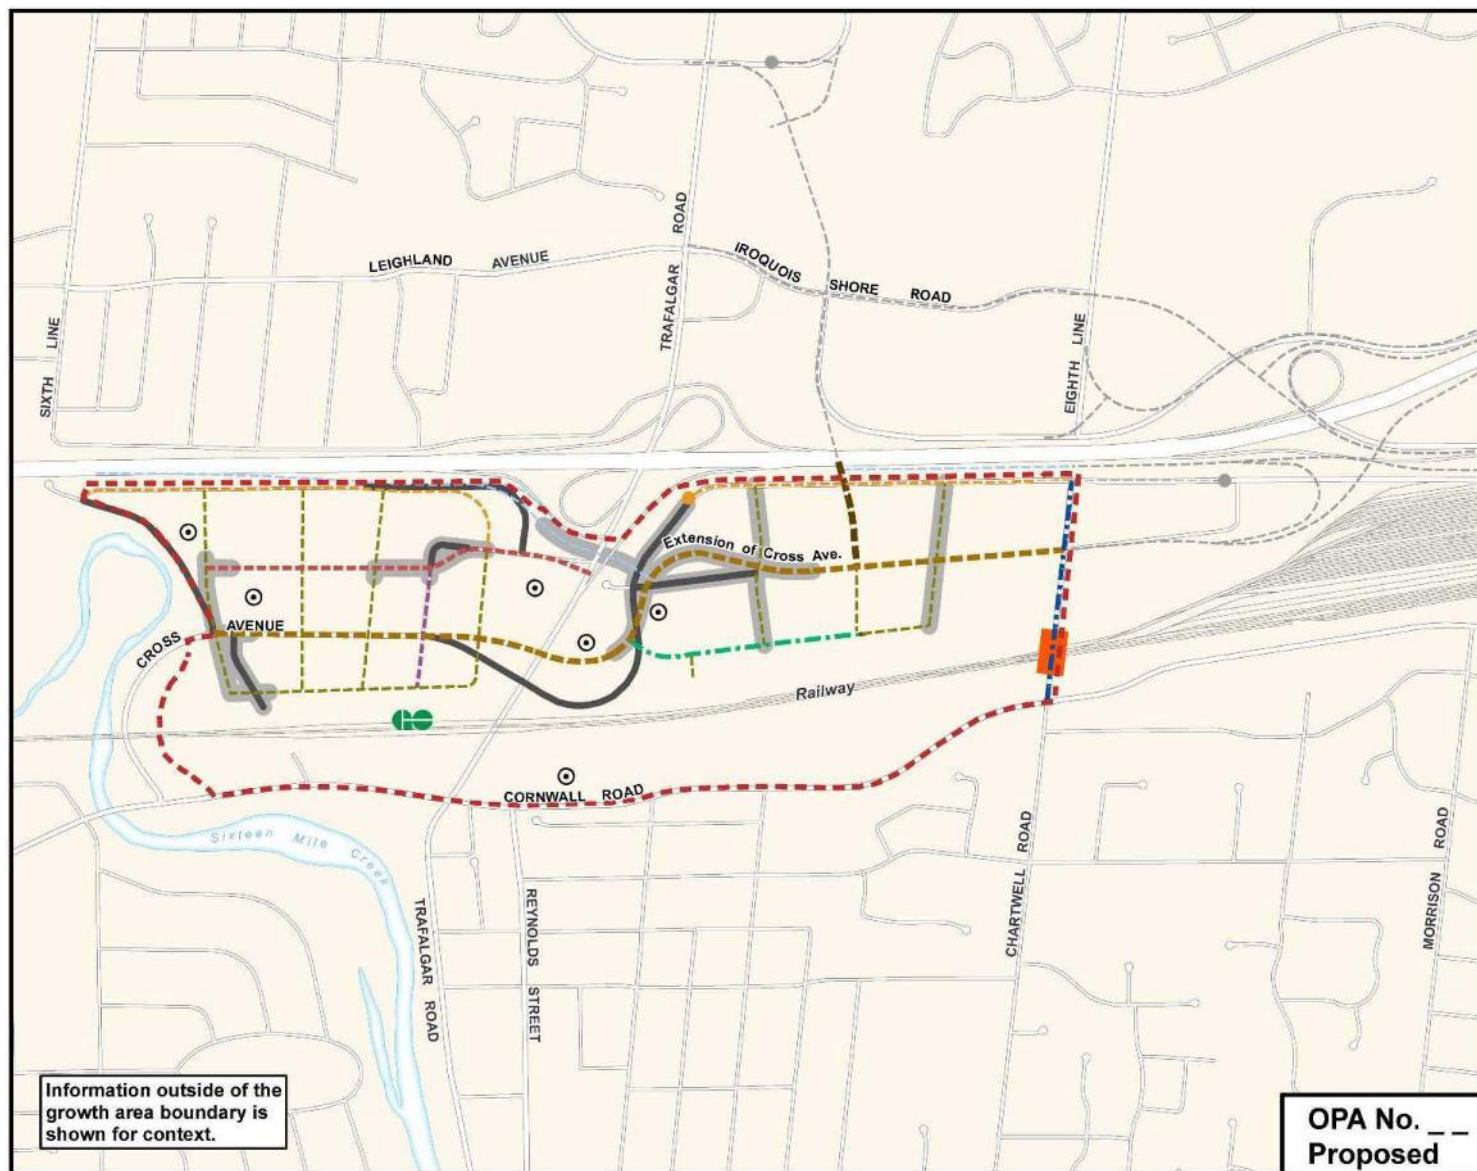 ROAD
TRAFALGAR
LEIGHLAND AVENUE
IROQUOIS SHORE ROAD
SIXTH LINE
EIGHTH LINE
Extension of Cross Ave.
CROSS AVENUE
Railway
GO
CORNWALL ROAD
Sixteen Mile Creek
TRAFALGAR ROAD
REYNOLDS STREET
CHARTWELL ROAD
MORRISON ROAD
Information outside of the
growth area boundary is
shown for context.
OPA No. _ _
Proposed